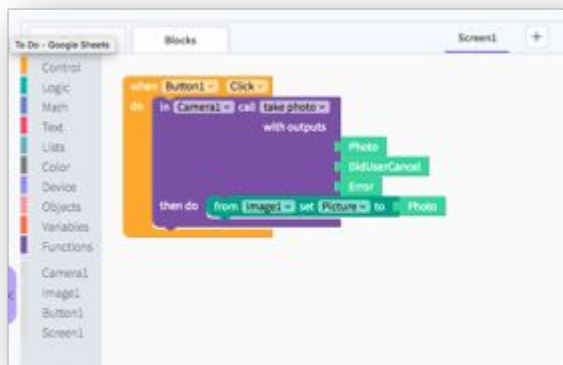 Blocks
Screen1 +
To Do - Google Sheets
Control
Logic
Math
Text
Lists
Color
Device
Objects
Variables
Functions
Camera1
Image1
Button1
Screen1
when Button1 Click
do in Camera1 call take photo
with outputs
Photo
DidUserCancel
Error
then do from Image1 set Picture to Photo